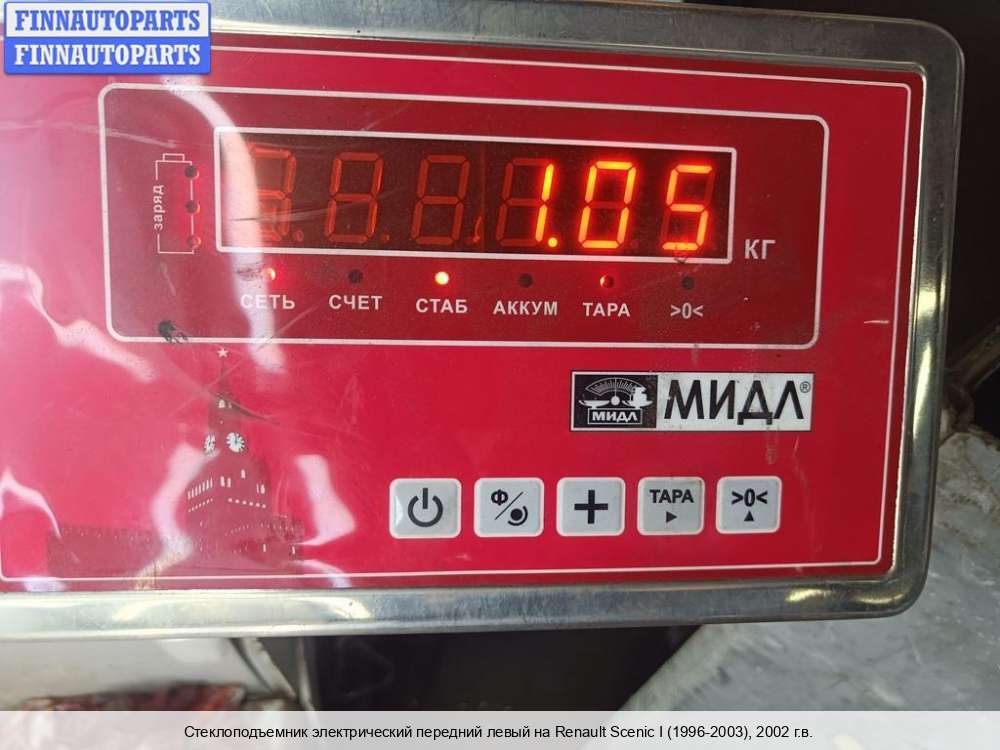 FINNAUTOPARTS
FINNAUTOPARTS
заряд
1.05
КГ
СЕТЬ СЧЕТ СТАБ АККУМ ТАРА >0<
МИДЛ МИДЛ®
Ф ТАРА >0<
Стеклоподъемник электрический передний левый на Renault Scenic I (1996-2003), 2002 г.в.